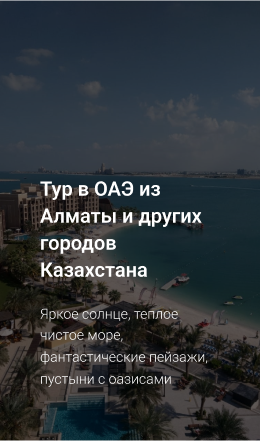 Тур в ОАЭ из
Алматы и других
городов
Казахстана
Яркое солнце, теплое
чистое море,
фантастические пейзажи,
пустыни с оазисами